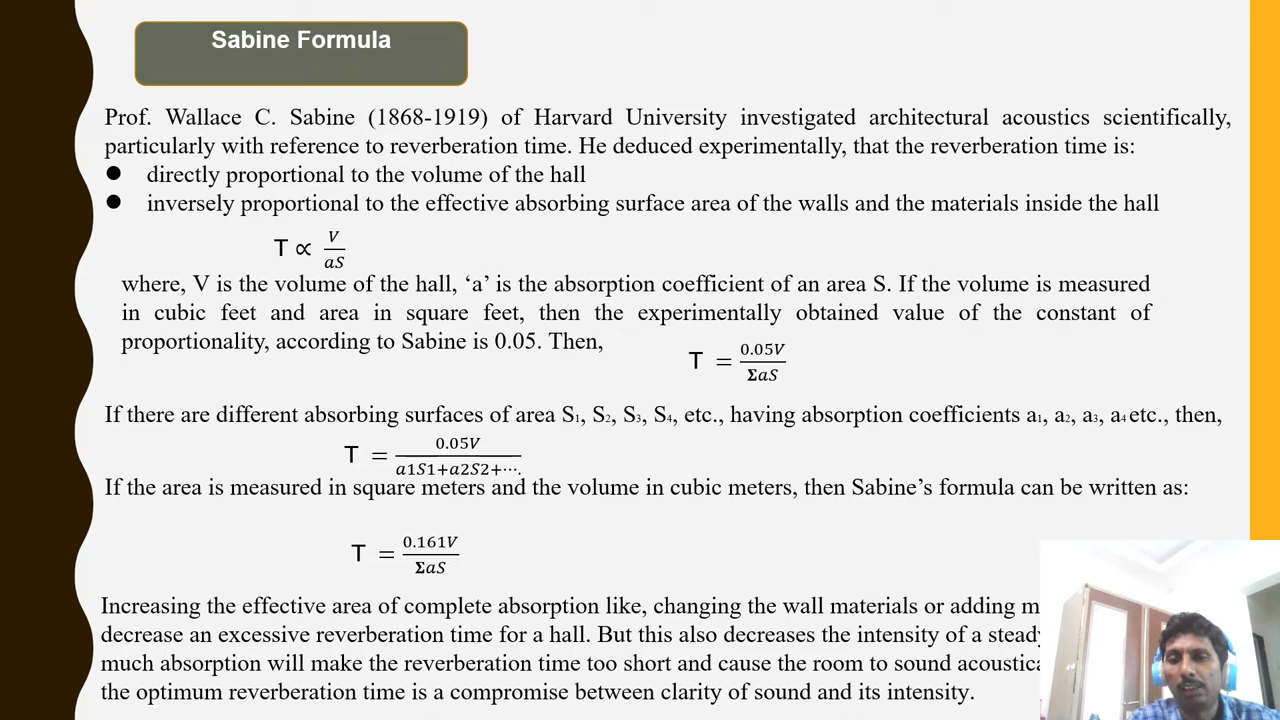 Sabine Formula
Prof. Wallace C. Sabine (1868-1919) of Harvard University investigated architectural acoustics scientifically,
particularly with reference to reverberation time. He deduced experimentally, that the reverberation time is:
● directly proportional to the volume of the hall
● inversely proportional to the effective absorbing surface area of the walls and the materials inside the hall
T ∝ V/aS
where, V is the volume of the hall, ‘a’ is the absorption coefficient of an area S. If the volume is measured
in cubic feet and area in square feet, then the experimentally obtained value of the constant of
proportionality, according to Sabine is 0.05. Then,
T = 0.05V/ΣaS
If there are different absorbing surfaces of area S₁, S₂, S₃, S₄, etc., having absorption coefficients a₁, a₂, a₃, a₄ etc., then,
T = 0.05V/a1S1+a2S2+⋯.
If the area is measured in square meters and the volume in cubic meters, then Sabine’s formula can be written as:
T = 0.161V/ΣaS
Increasing the effective area of complete absorption like, changing the wall materials or adding
decrease an excessive reverberation time for a hall. But this also decreases the intensity of a
much absorption will make the reverberation time too short and cause the room to sound
the optimum reverberation time is a compromise between clarity of sound and its intensity.